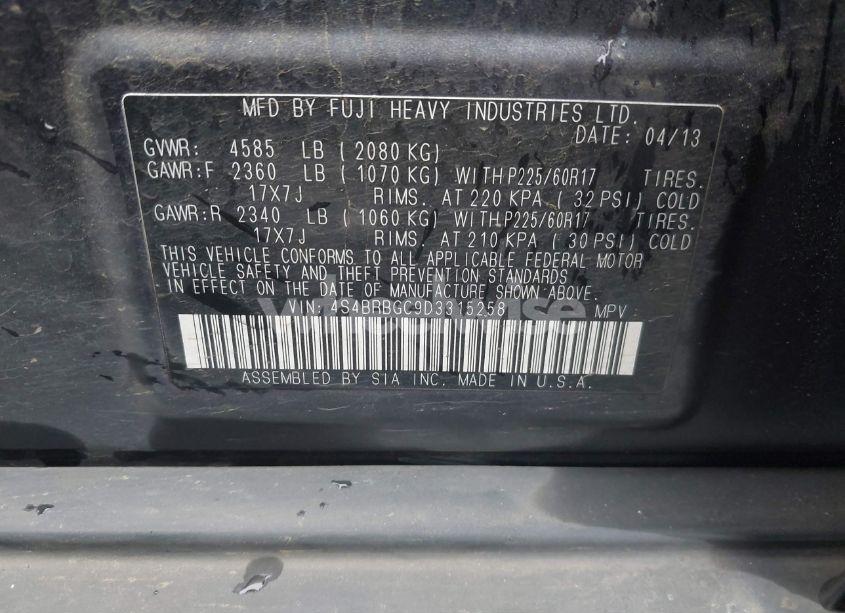 MFD BY FUJI HEAVY INDUSTRIES LTD.
DATE: 04/13
GVWR: 4585 LB ( 2080 KG)
GAWR:F 2360 LB ( 1070 KG) WITH P225/60R17 TIRES.
17X7J RIMS. AT 220 KPA ( 32 PSI) COLD
GAWR:R 2340 LB ( 1060 KG) WITH P225/60R17 TIRES.
17X7J RIMS. AT 210 KPA ( 30 PSI) COLD
THIS VEHICLE CONFORMS TO ALL APPLICABLE FEDERAL MOTOR
VEHICLE SAFETY AND THEFT PREVENTION STANDARDS
IN EFFECT ON THE DATE OF MANUFACTURE SHOWN ABOVE.
VIN: 4S4BRBGC9D3315258 MPV
ASSEMBLED BY SIA INC. MADE IN U.S.A.